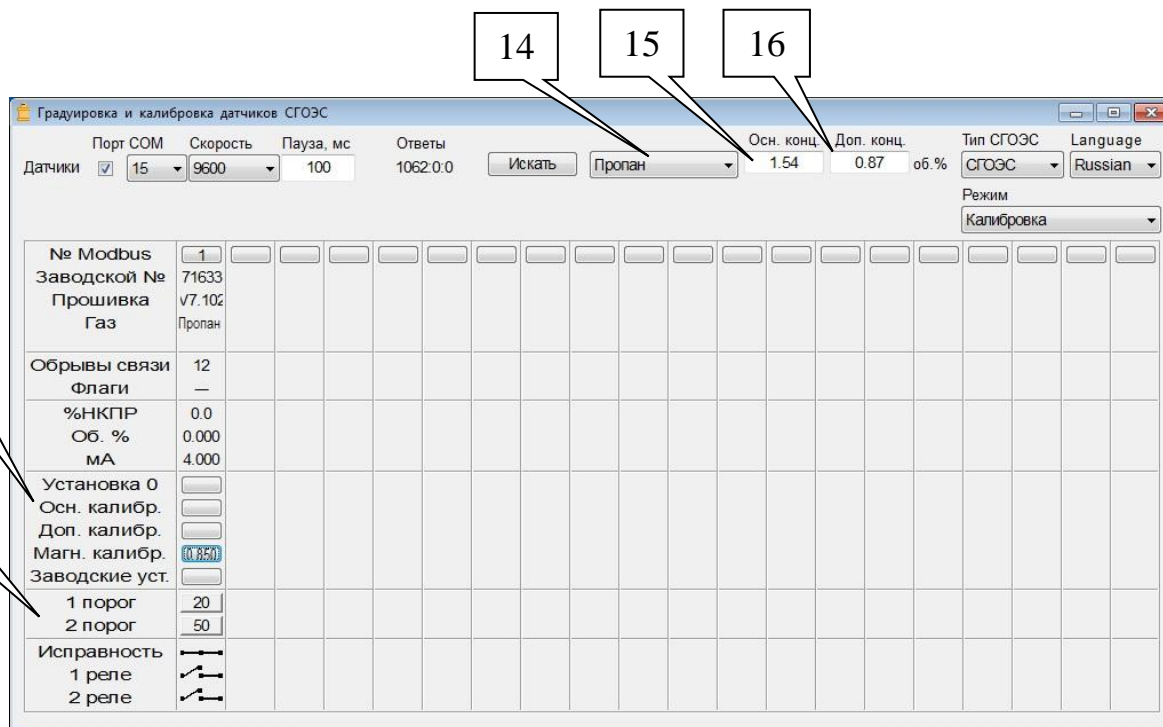 14 15 16
Градуировка и калибровка датчиков СГОЭС
Порт COM Скорость Пауза, мс Ответы Осн. конц. Доп. конц. Тип СГОЭС Language
Датчики 15 9600 100 1062:0:0 Искать Пропан 1.54 0.87 об.% СГОЭС Russian
Режим
Калибровка
№ Modbus 1
Заводской № 71633
Прошивка V7.102
Газ Пропан
Обрывы связи 12
Флаги —
%НКПР 0.0
Об. % 0.000
мА 4.000
Установка 0
Осн. калибр.
Доп. калибр.
Магн. калибр. (0.850)
Заводские уст.
1 порог 20
2 порог 50
Исправность
1 реле
2 реле